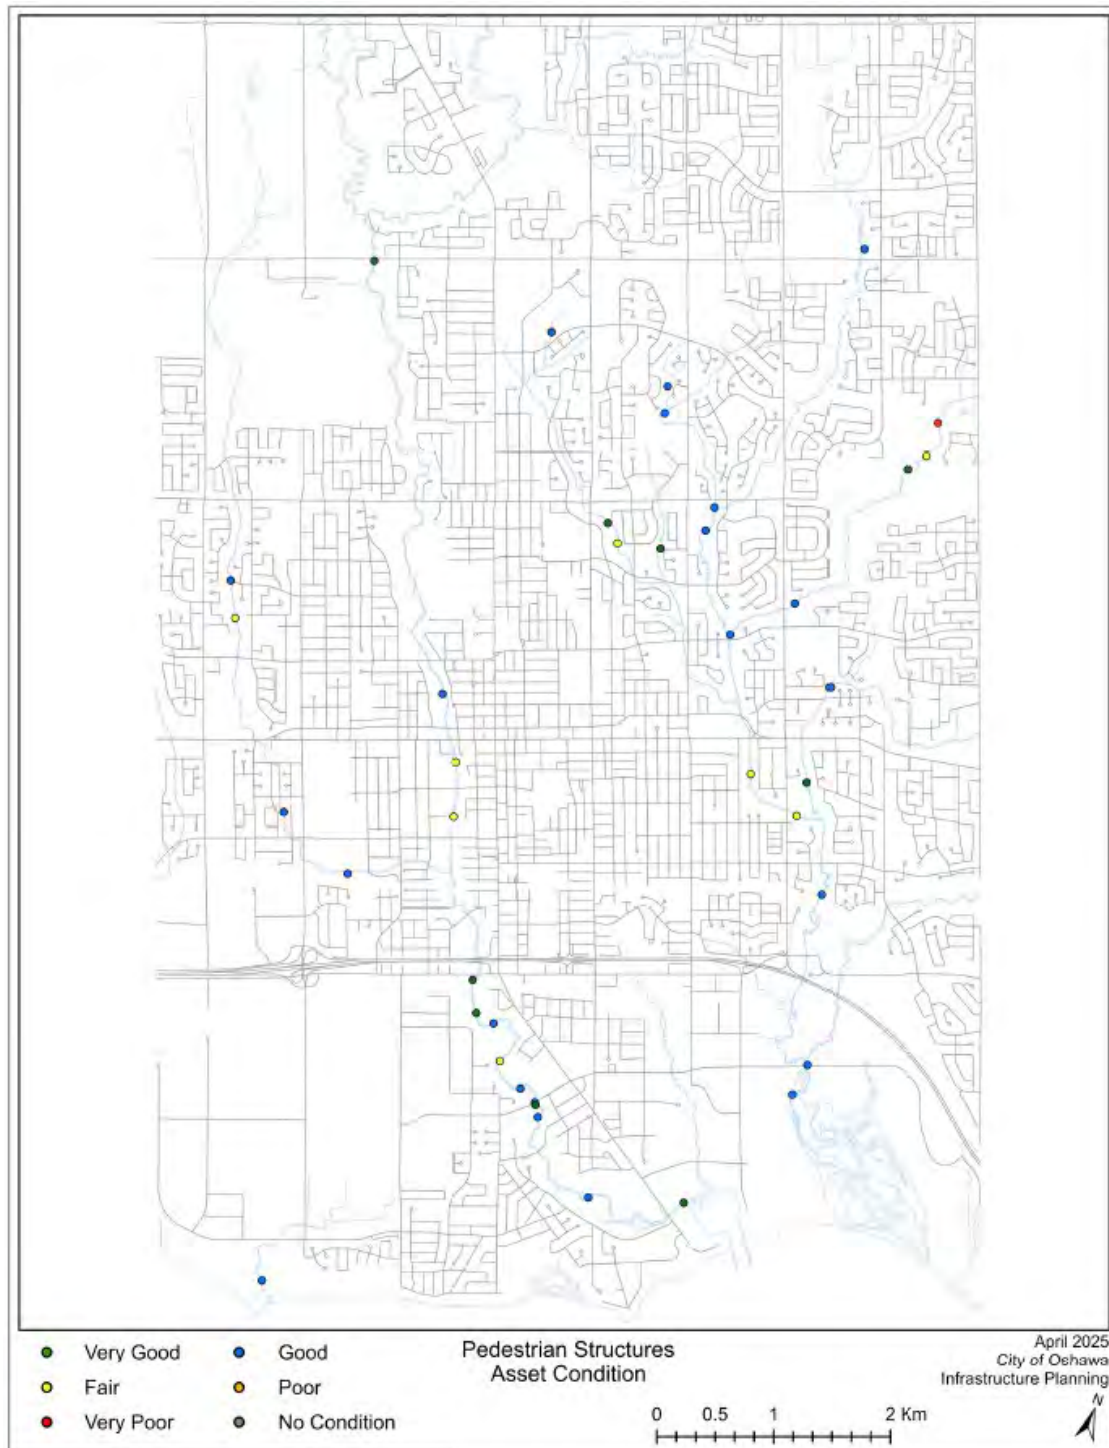 Very Good
Good
Fair
Poor
Very Poor
No Condition
Pedestrian Structures
Asset Condition
0 0.5 1 2 Km
April 2025
City of Oshawa
Infrastructure Planning
N